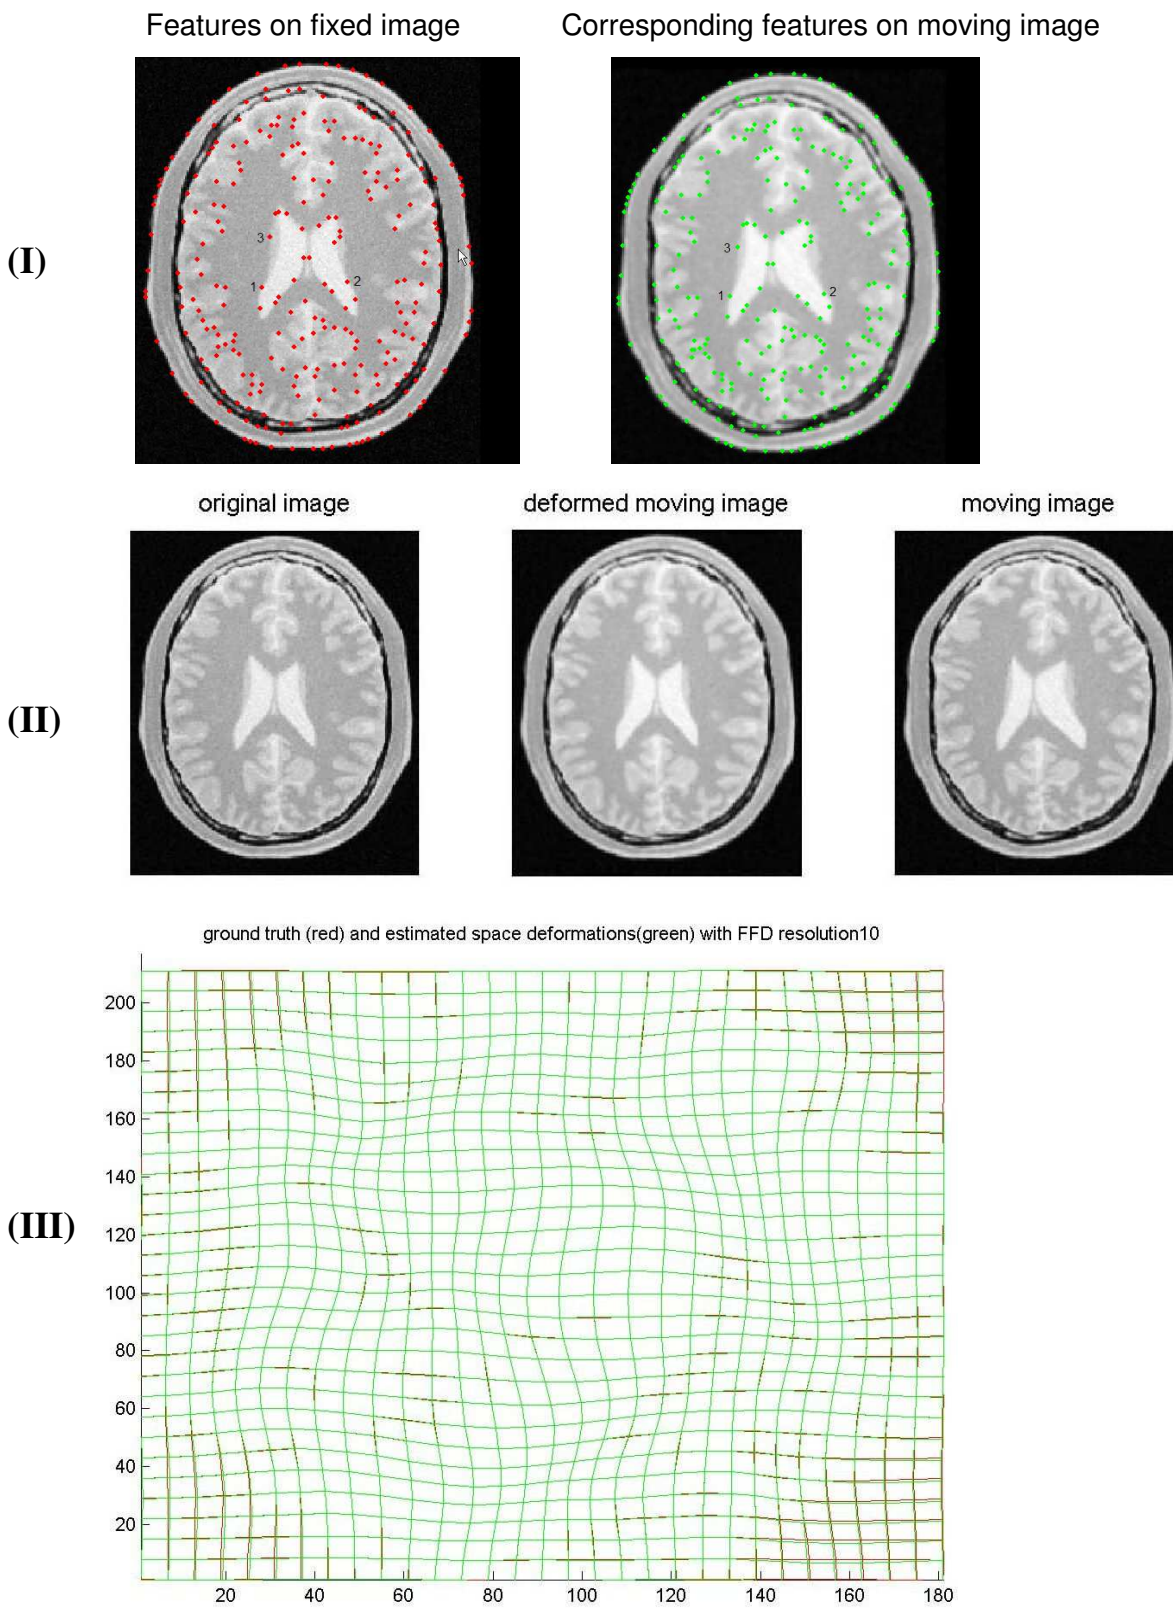 Features on fixed image
Corresponding features on moving image
(I)
3
1
2
3
1
2
original image
deformed moving image
moving image
(II)
ground truth (red) and estimated space deformations(green) with FFD resolution10
(III)
200
180
160
140
120
100
80
60
40
20
20
40
60
80
100
120
140
160
180